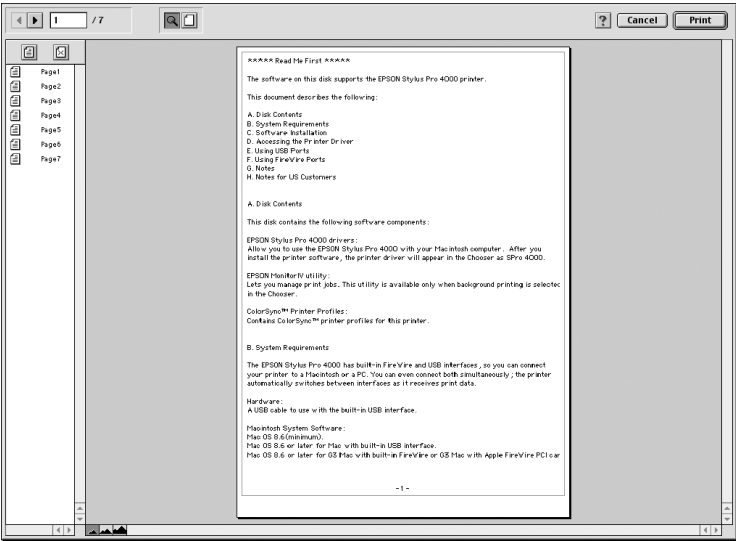 1 / 7
? Cancel Print
Page1
Page2
Page3
Page4
Page5
Page6
Page7
***** Read Me First *****
The software on this disk supports the EPSON Stylus Pro 4000 printer.
This document describes the following:
A. Disk Contents
B. System Requirements
C. Software Installation
D. Accessing the Printer Driver
E. Using USB Ports
F. Using FireWire Ports
G. Notes
H. Notes for US Customers
A. Disk Contents
This disk contains the following software components:
EPSON Stylus Pro 4000 drivers:
Allow you to use the EPSON Stylus Pro 4000 with your Macintosh computer. After you
install the printer software, the printer driver will appear in the Chooser as SPro 4000.
EPSON MonitorIV utility:
Lets you manage print jobs. This utility is available only when background printing is selected
in the Chooser.
ColorSync™ Printer Profiles:
Contains ColorSync™ printer profiles for this printer.
B. System Requirements
The EPSON Stylus Pro 4000 has built-in FireWire and USB interfaces, so you can connect
your printer to a Macintosh or a PC. You can even connect both simultaneously; the printer
automatically switches between interfaces as it receives print data.
Hardware:
A USB cable to use with the built-in USB interface.
Macintosh System Software:
Mac OS 8.6(minimum).
Mac OS 8.6 or later for Mac with built-in USB interface.
Mac OS 8.6 or later for G3 Mac with built-in FireWire or G3 Mac with Apple FireWire PCI car
-1-